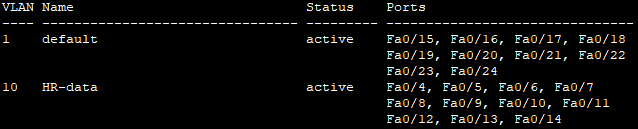 VLAN Name Status Ports
---- -------------------------------- --------- -------------------------------
1 default active Fa0/15, Fa0/16, Fa0/17, Fa0/18
Fa0/19, Fa0/20, Fa0/21, Fa0/22
Fa0/23, Fa0/24
10 HR-data active Fa0/4, Fa0/5, Fa0/6, Fa0/7
Fa0/8, Fa0/9, Fa0/10, Fa0/11
Fa0/12, Fa0/13, Fa0/14